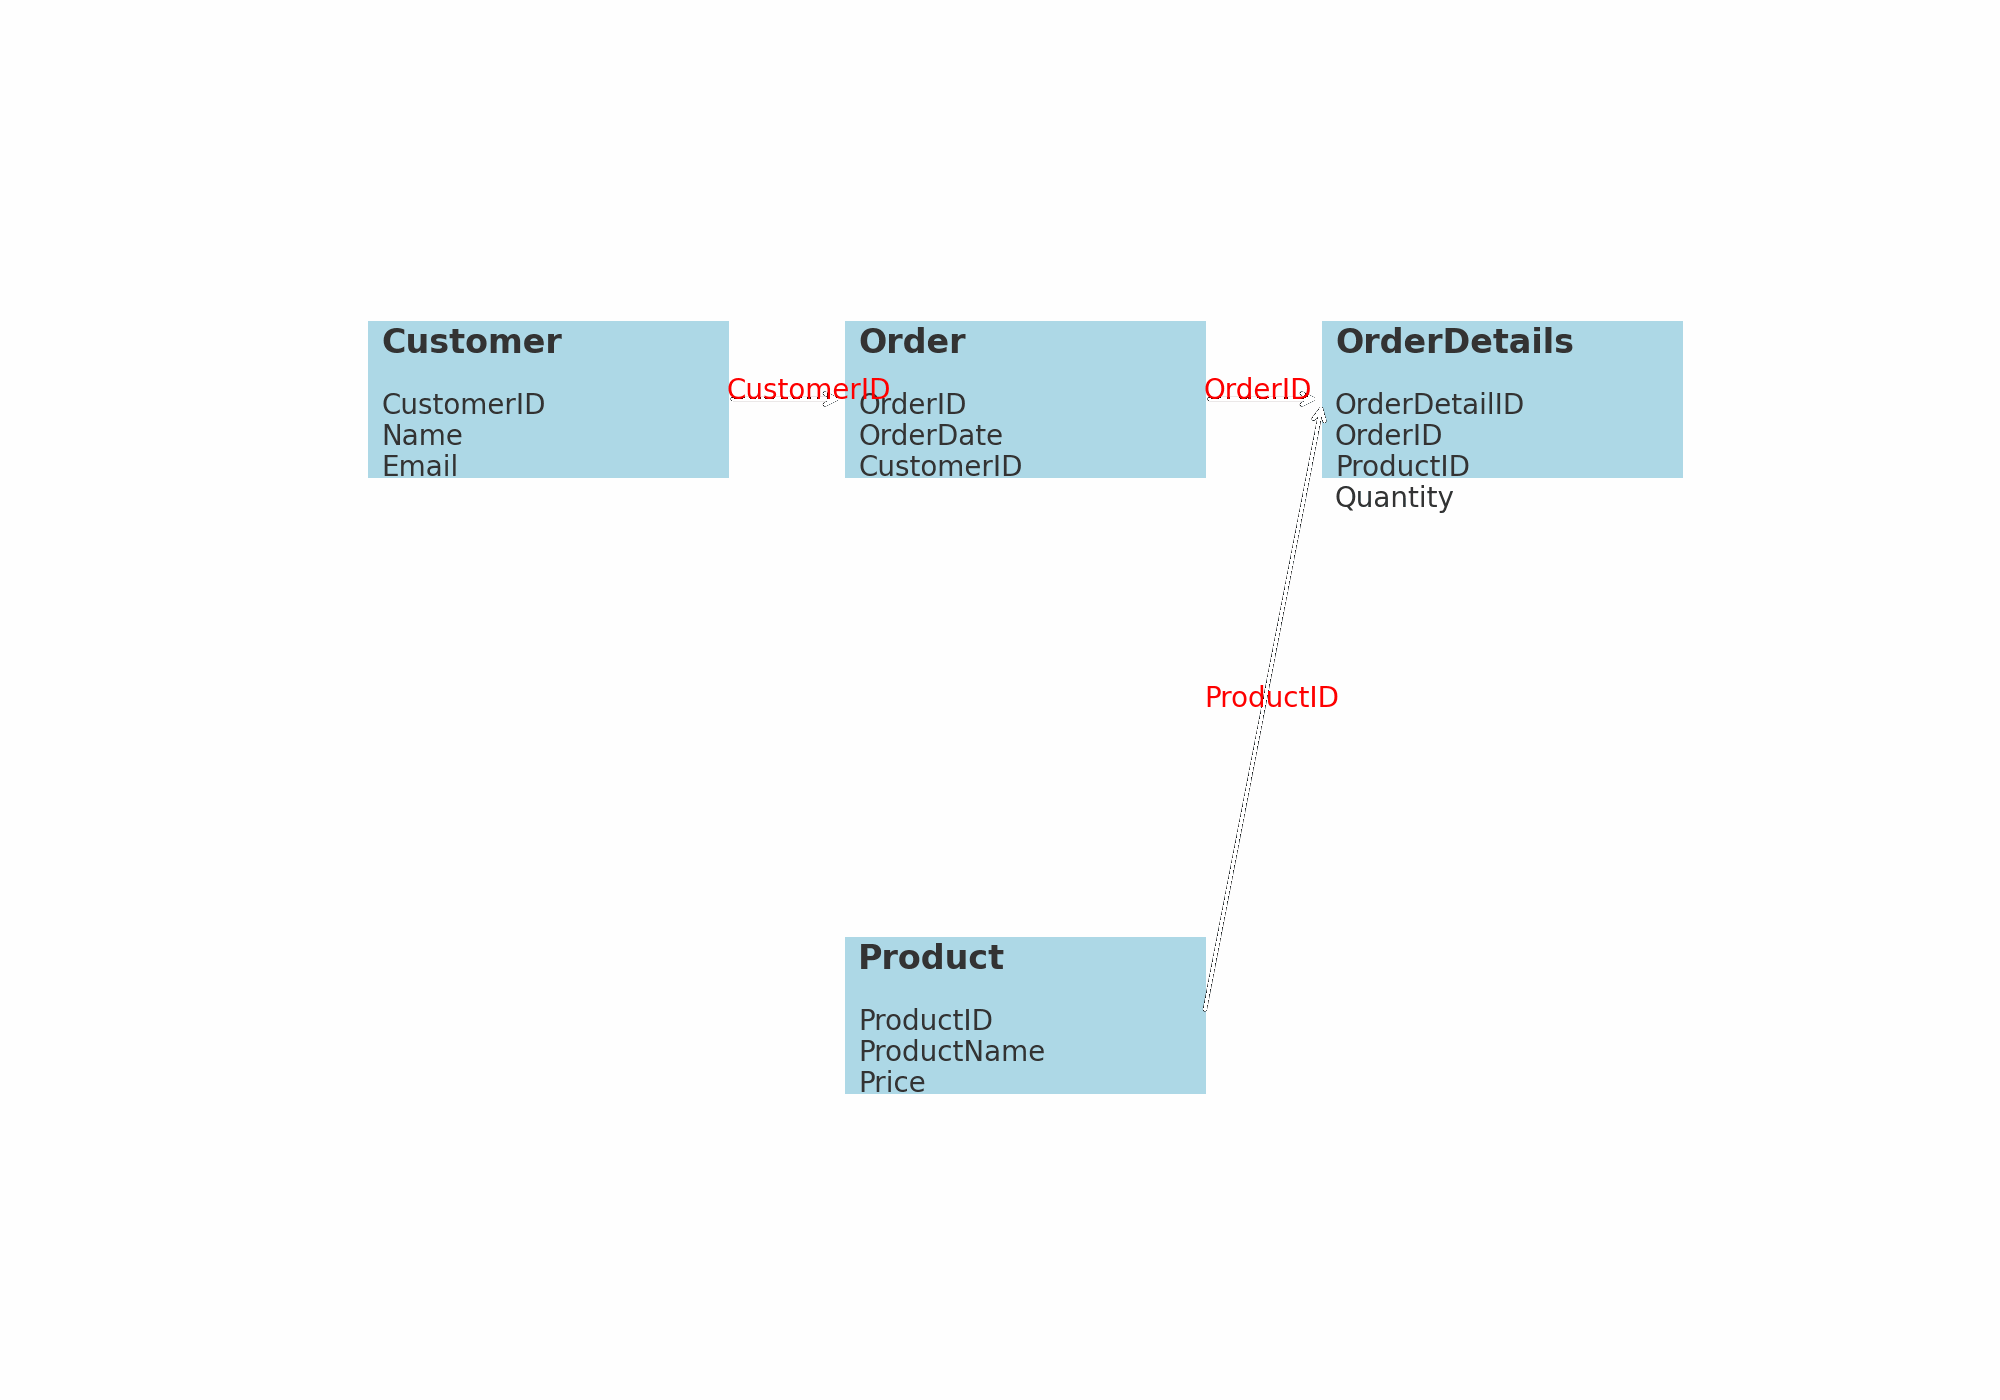 Customer
CustomerID
Name
Email
CustomerID
Order
OrderID
OrderDate
CustomerID
OrderID
OrderDetails
OrderDetailID
OrderID
ProductID
Quantity
ProductID
Product
ProductID
ProductName
Price